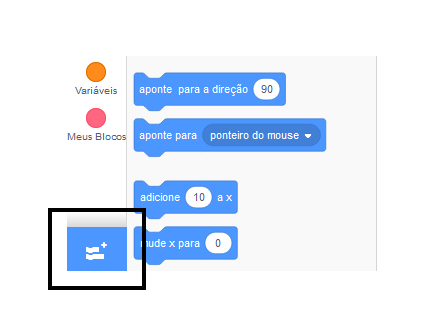 Variáveis
Meus Blocos
aponte para a direção 90
aponte para ponteiro do mouse
adicione 10 a x
mude x para 0